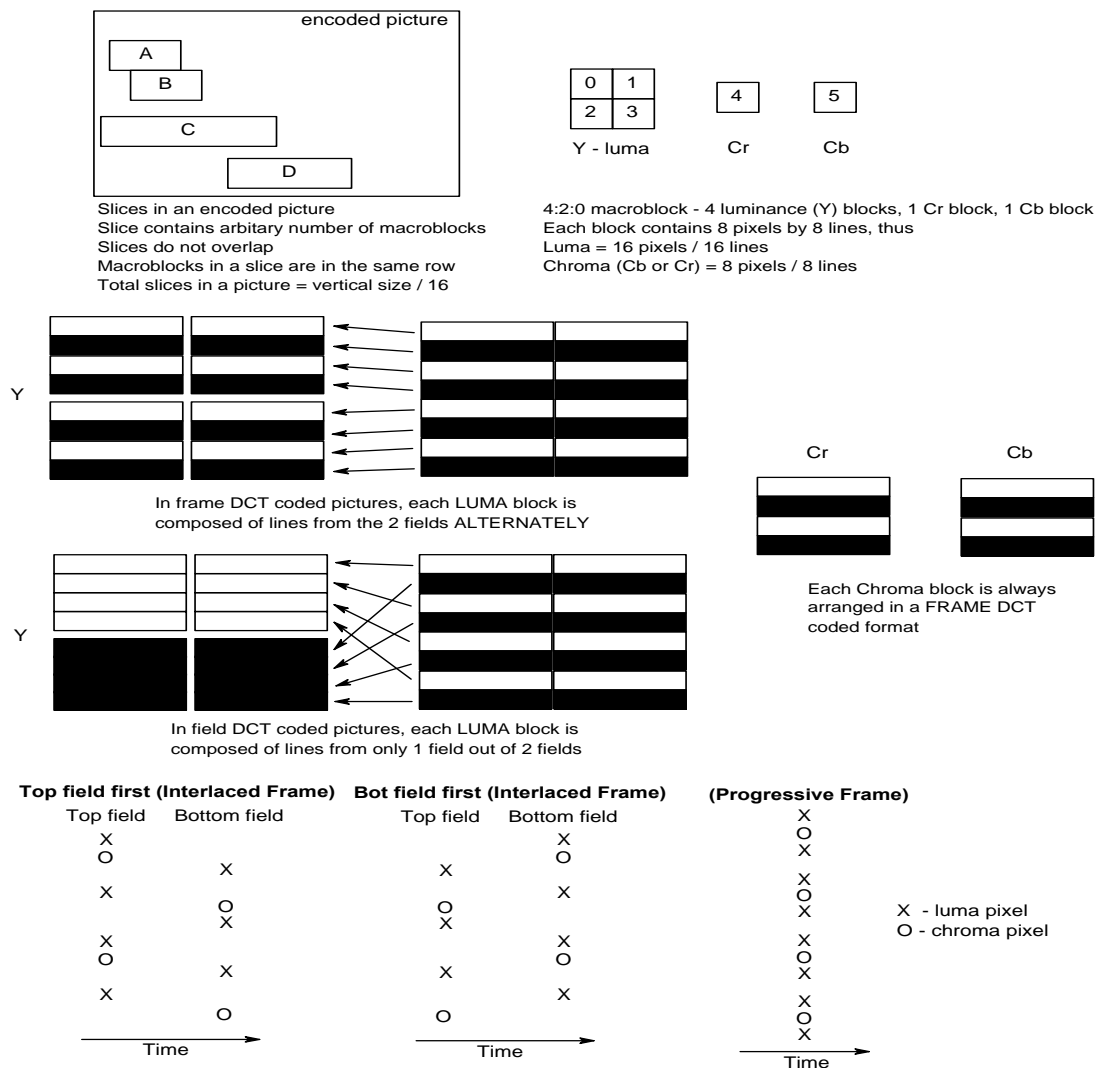 encoded picture
A
B
C
D
0 1
2 3
4
5
Y - luma
Cr
Cb
Slices in an encoded picture
Slice contains arbitary number of macroblocks
Slices do not overlap
Macroblocks in a slice are in the same row
Total slices in a picture = vertical size / 16
4:2:0 macroblock - 4 luminance (Y) blocks, 1 Cr block, 1 Cb block
Each block contains 8 pixels by 8 lines, thus
Luma = 16 pixels / 16 lines
Chroma (Cb or Cr) = 8 pixels / 8 lines
Y
In frame DCT coded pictures, each LUMA block is
composed of lines from the 2 fields ALTERNATELY
Cr
Cb
Each Chroma block is always
arranged in a FRAME DCT
coded format
Y
In field DCT coded pictures, each LUMA block is
composed of lines from only 1 field out of 2 fields
Top field first (Interlaced Frame)
Top field
Bottom field
X
O
X
X
O
X
X
O
X
X
O
Time
Bot field first (Interlaced Frame)
Top field
Bottom field
X
O
X
X
O
X
X
O
X
X
O
Time
(Progressive Frame)
X
O
X
X
O
X
X
O
X
X
O
X
Time
X - luma pixel
O - chroma pixel